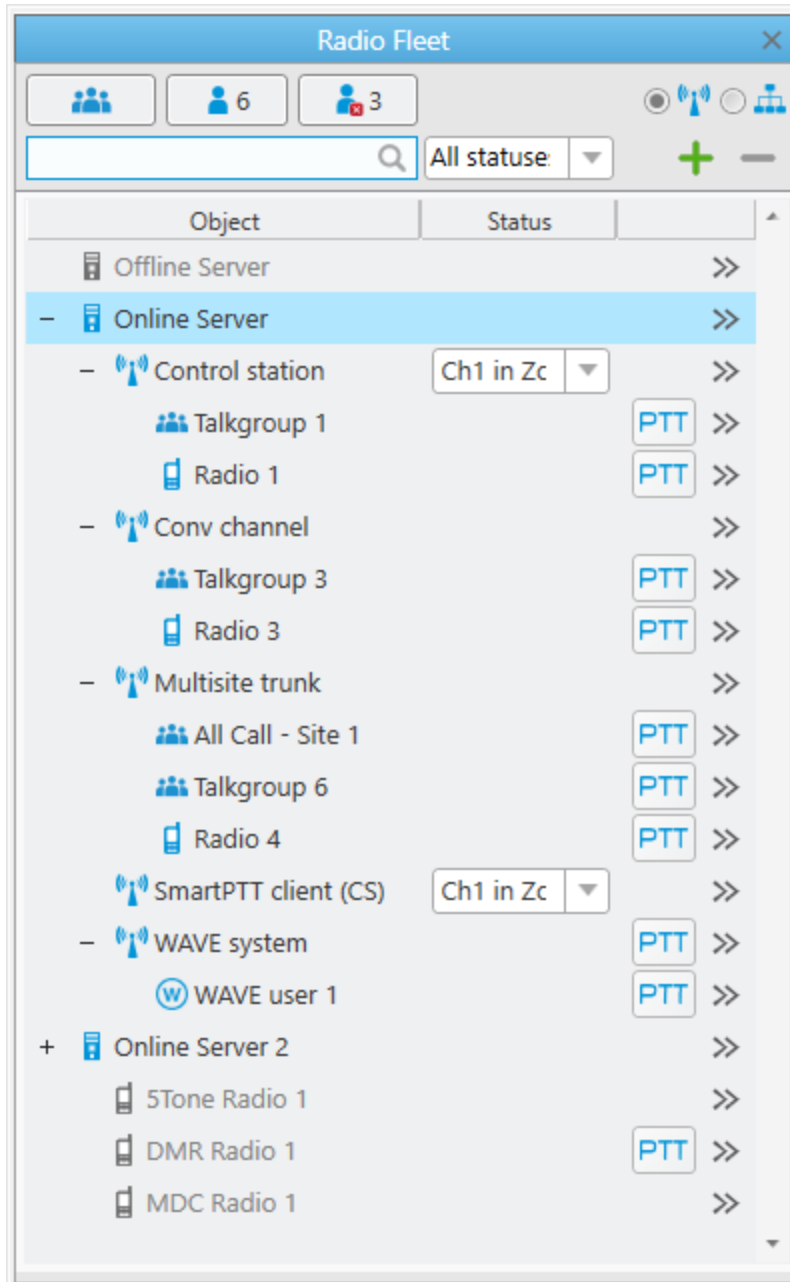 Radio Fleet
6 3
All statuse
Object Status
Offline Server
Online Server
Control station Ch1 in Zc
Talkgroup 1 PTT
Radio 1 PTT
Conv channel
Talkgroup 3 PTT
Radio 3 PTT
Multisite trunk
All Call - Site 1 PTT
Talkgroup 6 PTT
Radio 4 PTT
SmartPTT client (CS) Ch1 in Zc
WAVE system PTT
W WAVE user 1 PTT
Online Server 2
5Tone Radio 1
DMR Radio 1 PTT
MDC Radio 1